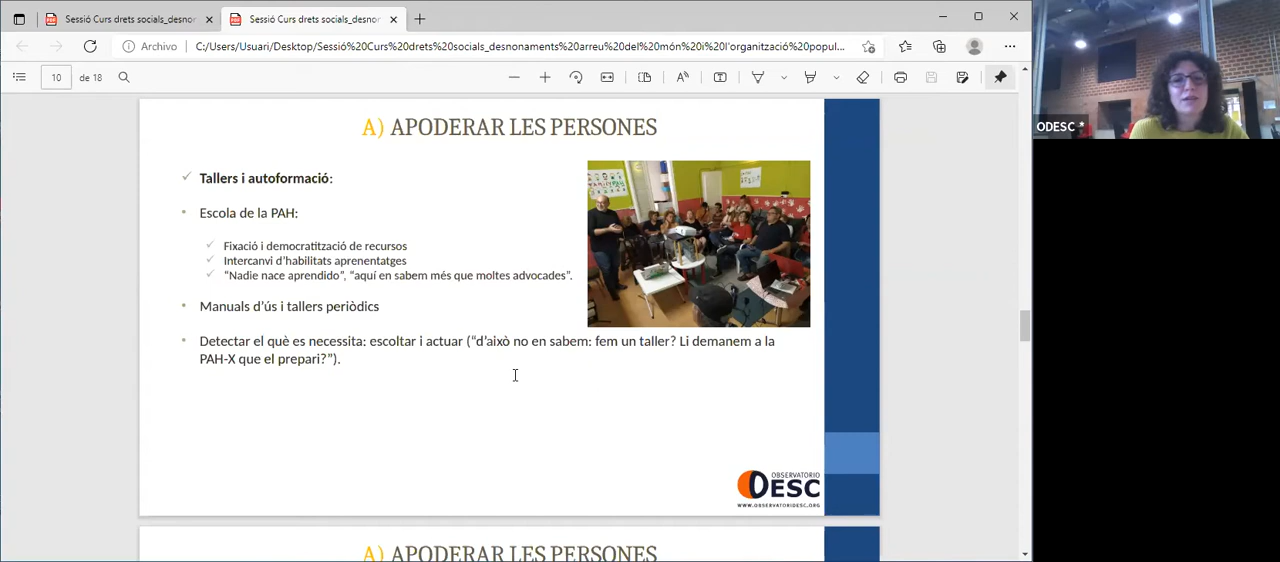 Sessió Curs drets socials_desnor
Sessió Curs drets socials_desnor
Archivo
C:/Users/Usuari/Desktop/Sessió%20Curs%20drets%20socials_desnonaments%20arreu%20del%20món%20i%20l'organització%20popul...
10
de 18
A) APODERAR LES PERSONES
Tallers i autoformació:
Escola de la PAH:
Fixació i democratització de recursos
Intercanvi d'habilitats aprenentatges
“Nadie nace aprendido”, “aquí en sabem més que moltes advocades”.
Manuals d'ús i tallers periòdics
Detectar el què es necessita: escoltar i actuar (“d'això no en sabem: fem un taller? Li demanem a la
PAH-X que el prepari?”).
OBSERVATORIO
DESC
WWW.OBSERVATORIDESC.ORG
A) APODERAR LES PERSONES
ODESC *